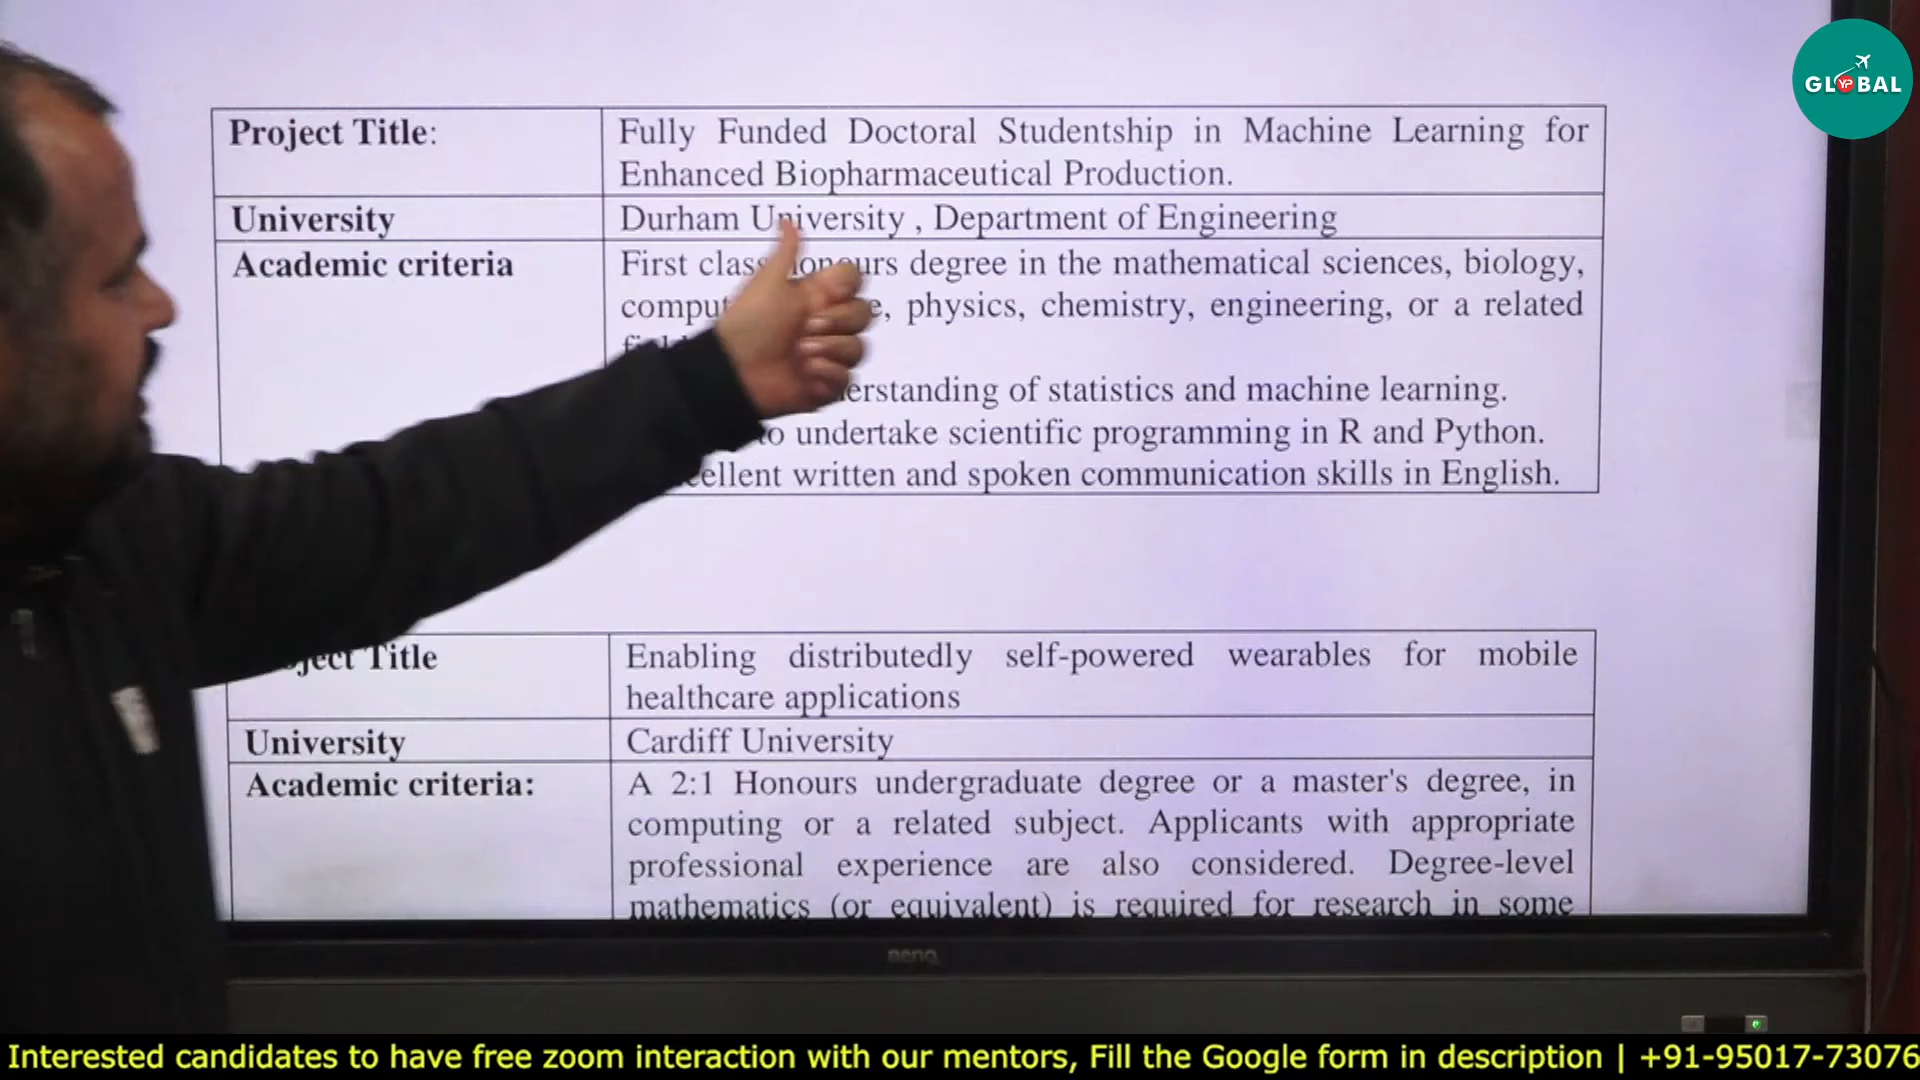 GLOBAL
YP
Project Title:
Fully Funded Doctoral Studentship in Machine Learning for
Enhanced Biopharmaceutical Production.
University
Durham University , Department of Engineering
Academic criteria
First class honours degree in the mathematical sciences, biology,
physics, chemistry, engineering, or a related
of statistics and machine learning.
to undertake scientific programming in R and Python.
written and spoken communication skills in English.
Title
Enabling distributedly self-powered wearables for mobile
healthcare applications
University
Cardiff University
Academic criteria:
A 2:1 Honours undergraduate degree or a master's degree, in
computing or a related subject. Applicants with appropriate
professional experience are also considered. Degree-level
mathematics (or equivalent) is required for research in some
BenQ
Interested candidates to have free zoom interaction with our mentors, Fill the Google form in description | +91-95017-73076